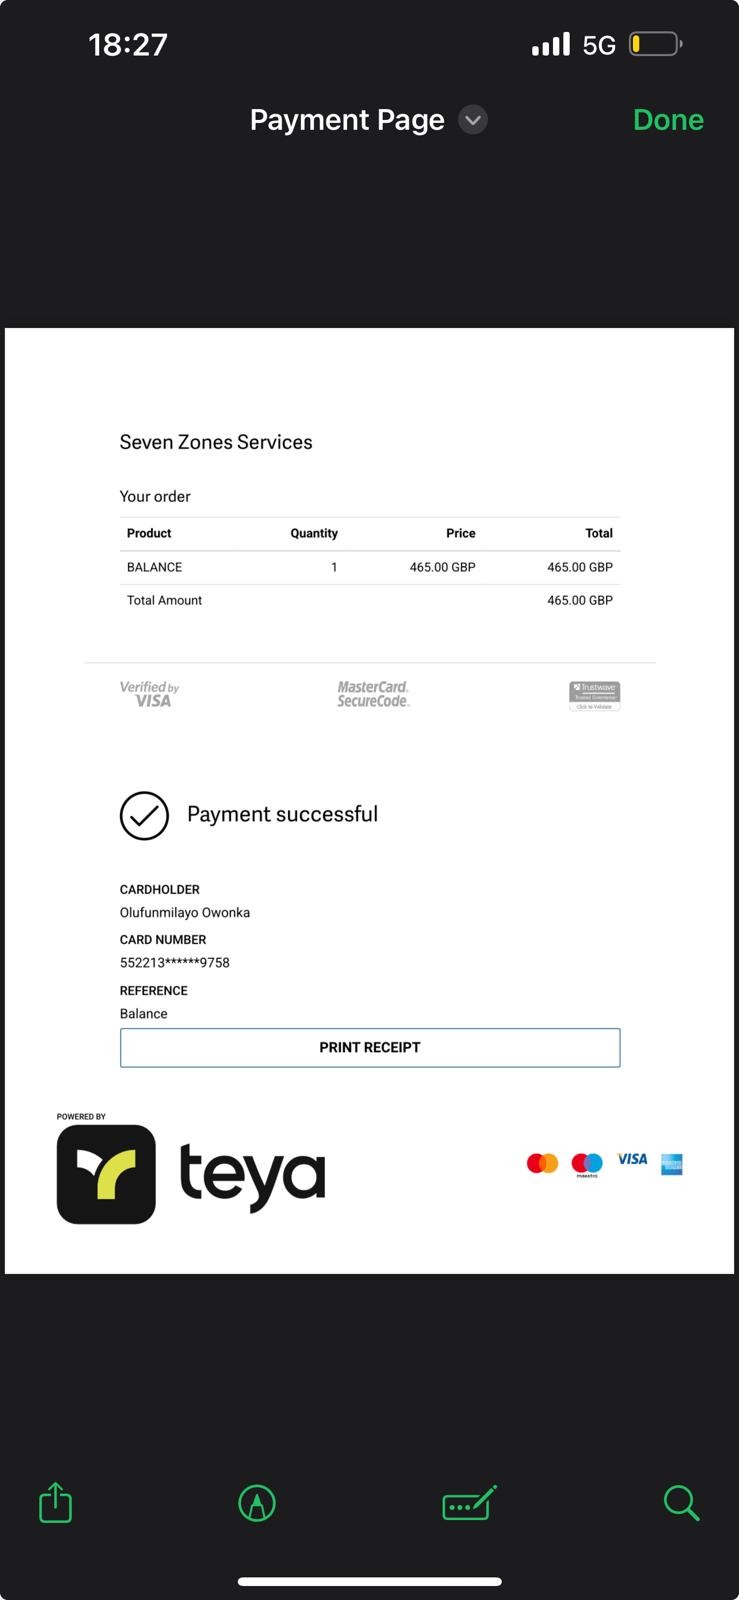 18:27
5G
Payment Page
Done
Seven Zones Services
Your order
Product Quantity Price Total
BALANCE 1 465.00 GBP 465.00 GBP
Total Amount 465.00 GBP
Verified by
VISA
MasterCard.
SecureCode.
Trustwave
Trusted Commerce
Click to Validate
Payment successful
CARDHOLDER
Olufunmilayo Owonka
CARD NUMBER
552213******9758
REFERENCE
Balance
PRINT RECEIPT
POWERED BY
teya
maestro
VISA